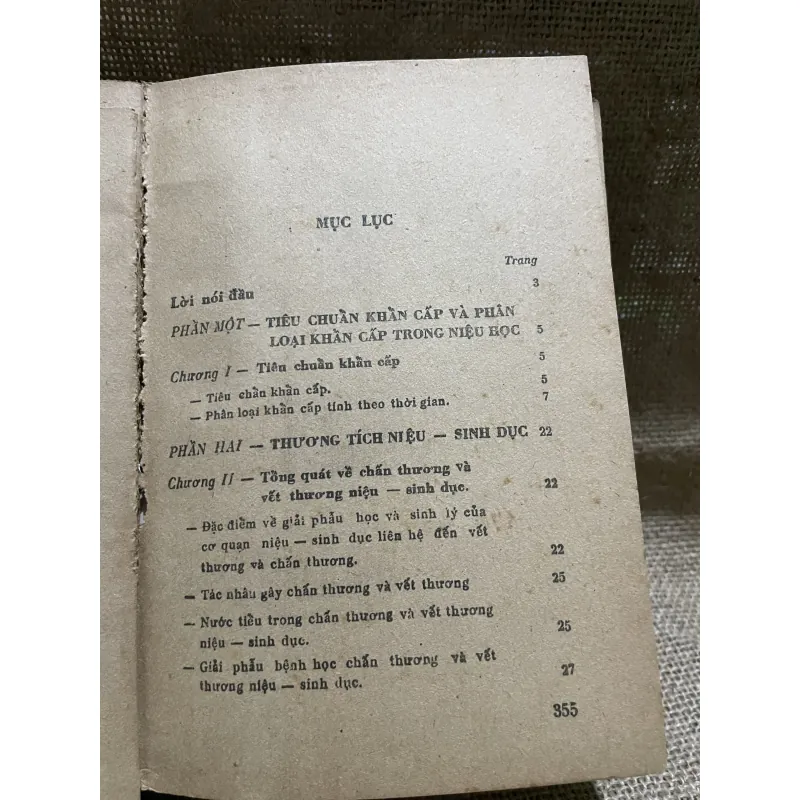 MỤC LỤC
Trang
Lời nói đầu 3
PHẦN MỘT — TIÊU CHUẨN KHẨN CẤP VÀ PHÂN
LOẠI KHẨN CẤP TRONG NIỆU HỌC 5
Chương I — Tiêu chuẩn khẩn cấp 5
— Tiêu chần khẩn cấp. 5
— Phân loại khẩn cấp tính theo thời gian. 7
PHẦN HAI — THƯƠNG TÍCH NIỆU — SINH DỤC 22
Chương II — Tổng quát về chấn thương và
vết thương niệu — sinh dục. 22
— Đặc điểm về giải phẫu học và sinh lý của
cơ quạn niệu — sinh dục liên hệ đến vết
thương và chấn thương. 22
— Tác nhâu gây chấn thương và vết thương 25
— Nước tiểu trong chấn thương và vết thương
niệu — sinh dục. 25
— Giải phẫu bệnh học chấn thương và vết
thương niệu — sinh dục. 27
355